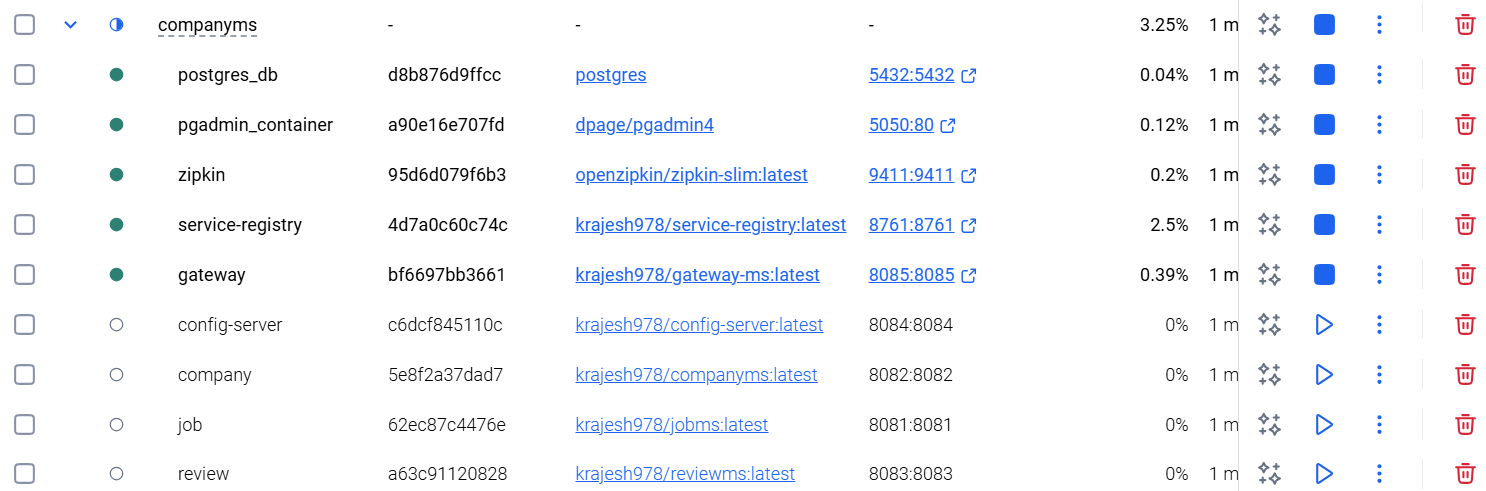 companyms - - - 3.25% 1 m
postgres_db d8b876d9ffcc postgres 5432:5432 0.04% 1 m
pgadmin_container a90e16e707fd dpage/pgadmin4 5050:80 0.12% 1 m
zipkin 95d6d079f6b3 openzipkin/zipkin-slim:latest 9411:9411 0.2% 1 m
service-registry 4d7a0c60c74c krajesh978/service-registry:latest 8761:8761 2.5% 1 m
gateway bf6697bb3661 krajesh978/gateway-ms:latest 8085:8085 0.39% 1 m
config-server c6dcf845110c krajesh978/config-server:latest 8084:8084 0% 1 m
company 5e8f2a37dad7 krajesh978/companyms:latest 8082:8082 0% 1 m
job 62ec87c4476e krajesh978/jobms:latest 8081:8081 0% 1 m
review a63c91120828 krajesh978/reviewms:latest 8083:8083 0% 1 m